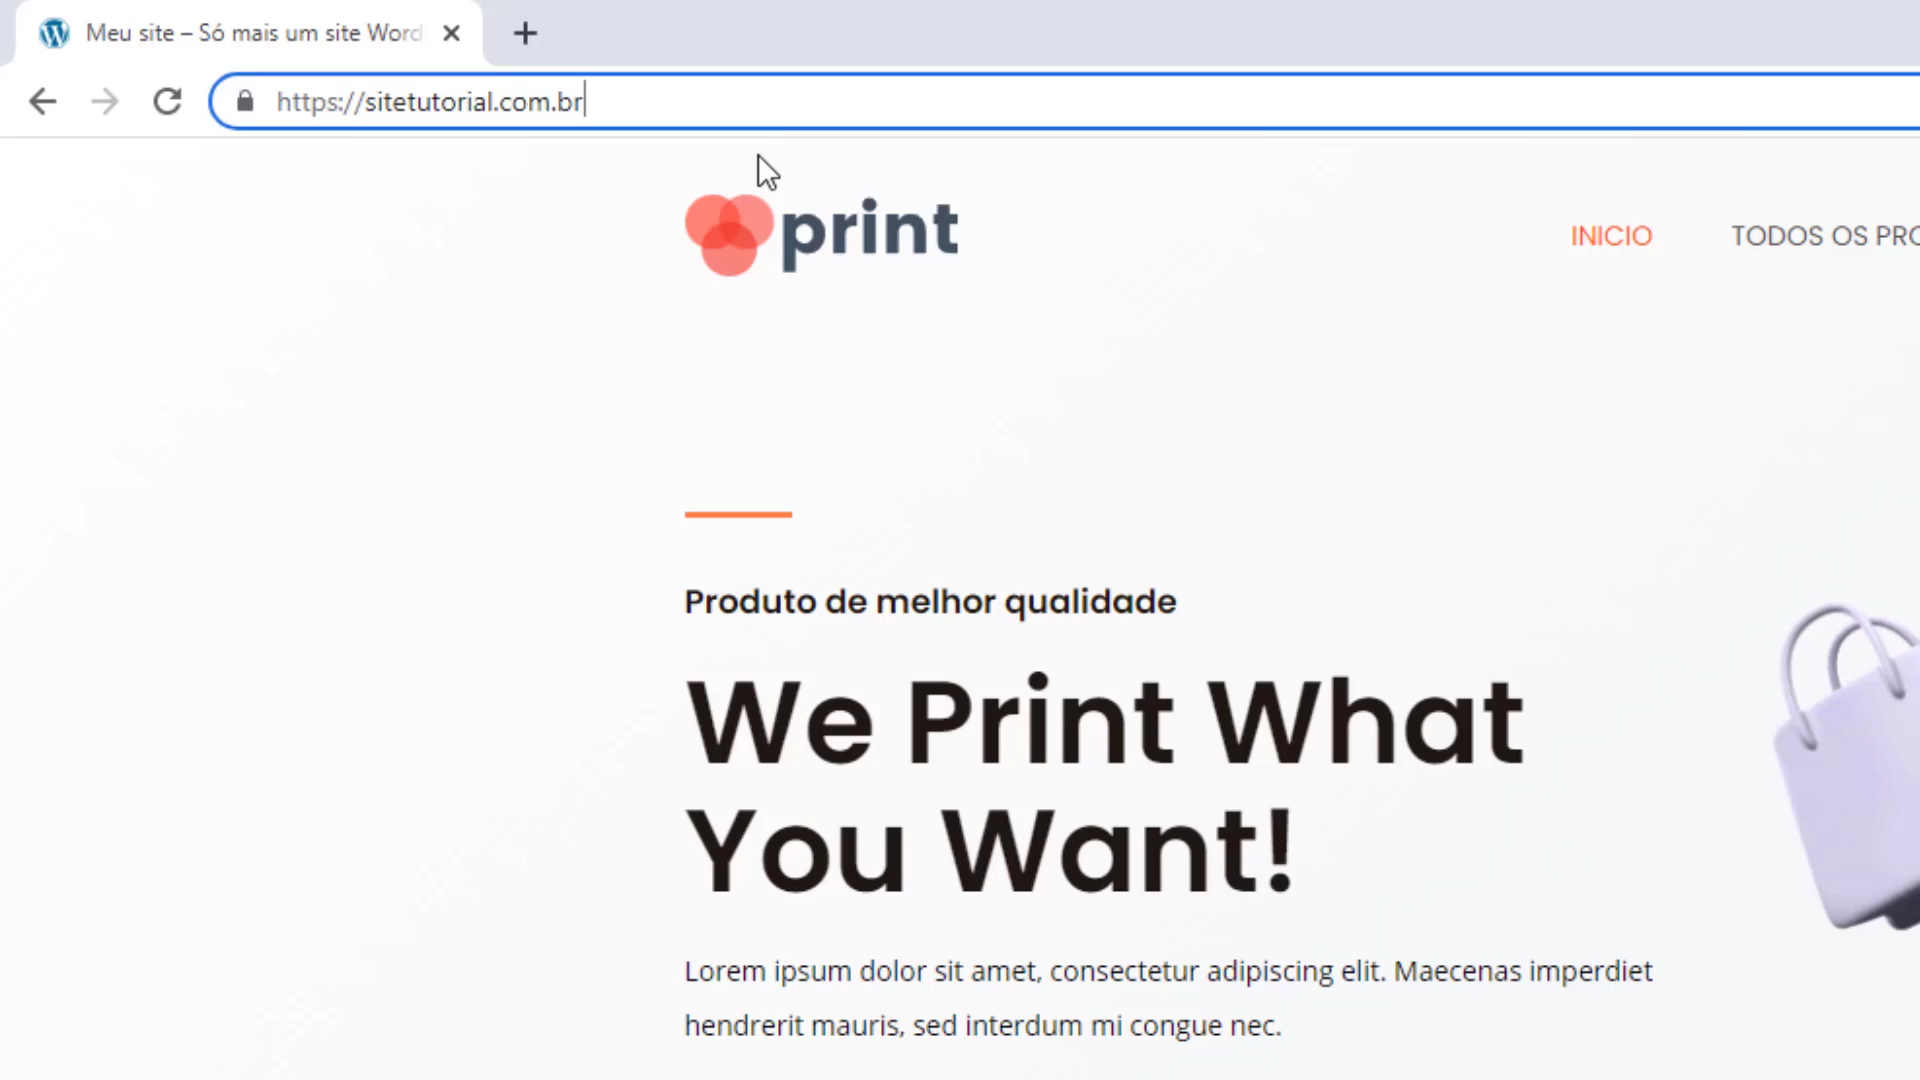 Meu site – Só mais um site Word
https://sitetutorial.com.br
print
INICIO
TODOS OS PRO
Produto de melhor qualidade
We Print What
You Want!
Lorem ipsum dolor sit amet, consectetur adipiscing elit. Maecenas imperdiet
hendrerit mauris, sed interdum mi congue nec.